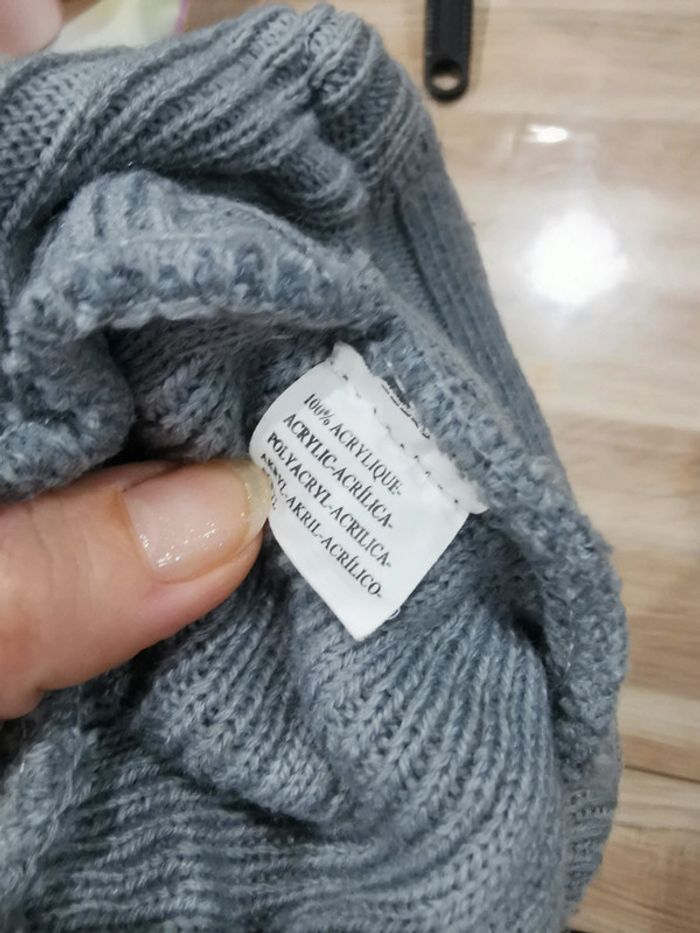 100% ACRYLIQUE-
ACRYLIC-ACRÍLICA-
POLYACRYL-ACRILICA-
AKRYL-AKRIL-ACRÍLICO-